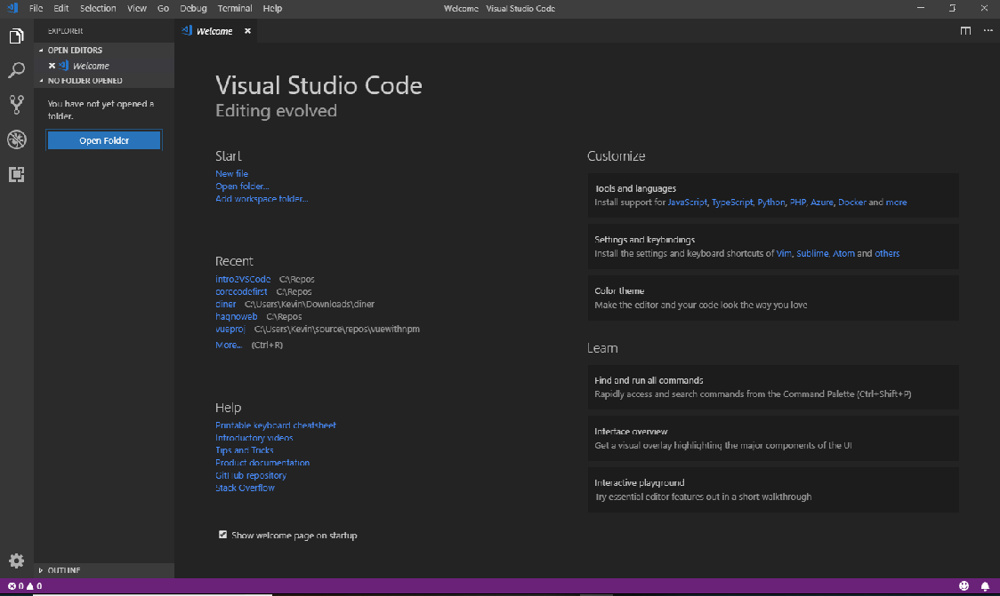 File Edit Selection View Go Debug Terminal Help
Welcome - Visual Studio Code
EXPLORER
OPEN EDITORS
Welcome
NO FOLDER OPENED
You have not yet opened a
folder.
Open Folder
OUTLINE
Welcome
Visual Studio Code
Editing evolved
Start
New file
Open folder...
Add workspace folder...
Recent
intro2VSCode C:\Repos
corecodefirst C:\Repos
diner C:\Users\Kevin\Downloads\diner
hagnoweb C:\Repos
vueproj C:\Users\Kevin\source\repos\vuewithnpm
More... (Ctrl+R)
Help
Printable keyboard cheatsheet
Introductory videos
Tips and Tricks
Product documentation
GitHub repository
Stack Overflow
Show welcome page on startup
Customize
Tools and languages
Install support for JavaScript, TypeScript, Python, PHP, Azure, Docker and more
Settings and keybindings
Install the settings and keyboard shortcuts of Vim, Sublime, Atom and others
Color theme
Make the editor and your code look the way you love
Learn
Find and run all commands
Rapidly access and search commands from the Command Palette (Ctrl+Shift+P)
Interface overview
Get a visual overlay highlighting the major components of the UI
Interactive playground
Try essential editor features out in a short walkthrough
0 0